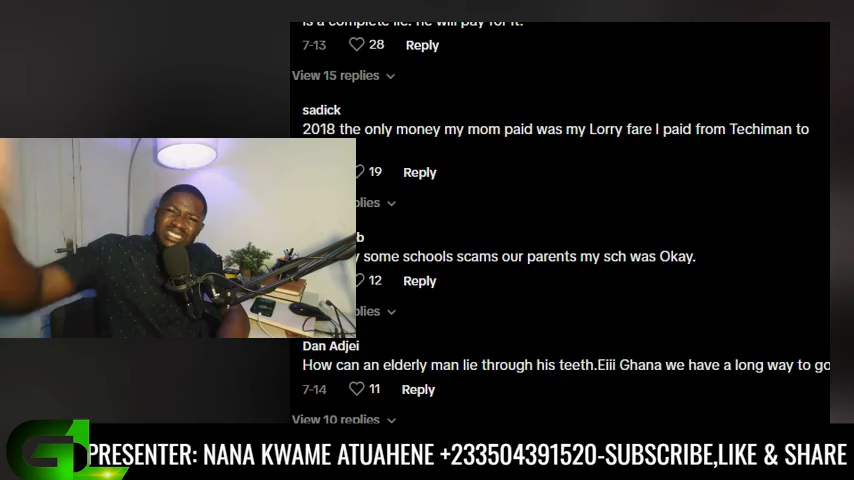 is a complete lie. he will pay for it.
7-13 28 Reply
View 15 replies
sadick
2018 the only money my mom paid was my Lorry fare I paid from Techiman to
19 Reply
plies
b
y some schools scams our parents my sch was Okay.
12 Reply
plies
Dan Adjei
How can an elderly man lie through his teeth.Eiii Ghana we have a long way to go
7-14 11 Reply
View 10 replies
PRESENTER: NANA KWAME ATUAHENE +233504391520-SUBSCRIBE,LIKE & SHARE